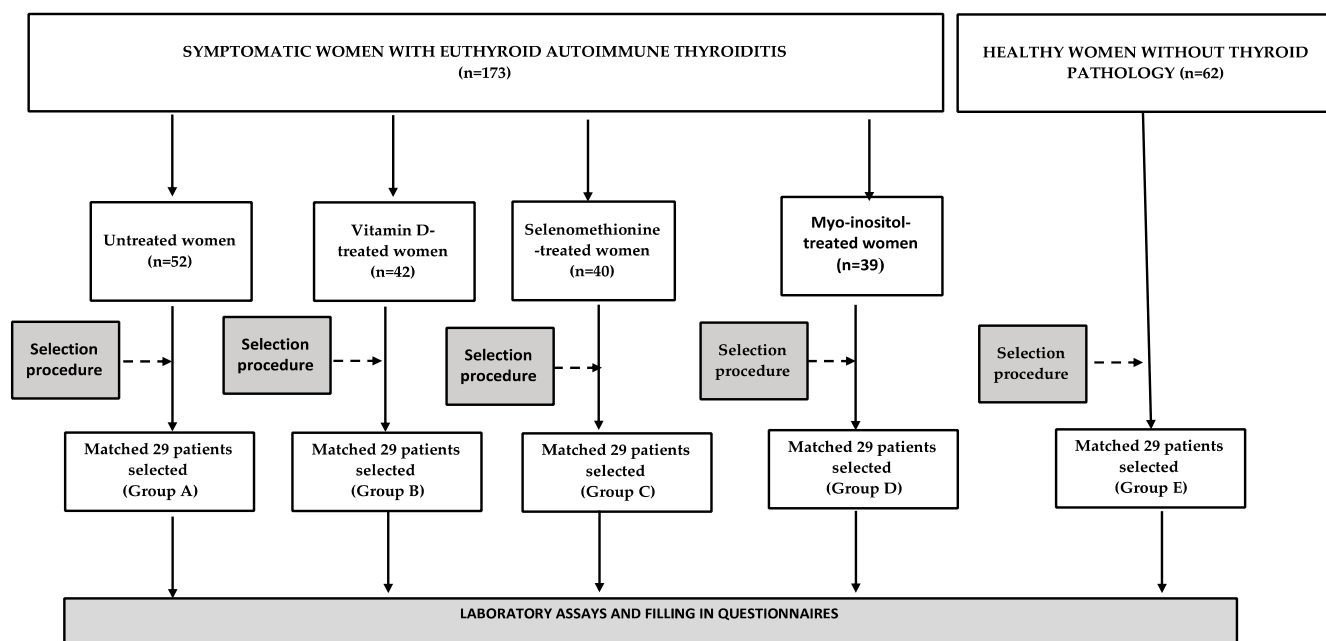 SYMPTOMATIC WOMEN WITH EUTHYROID AUTOIMMUNE THYROIDITIS
(n=173)
HEALTHY WOMEN WITHOUT THYROID
PATHOLOGY (n=62)
Untreated women
(n=52)
Vitamin D-
treated women
(n=42)
Selenomethionine
-treated women
(n=40)
Myo-inositol-
treated women
(n=39)
Selection
procedure
Selection
procedure
Selection
procedure
Selection
procedure
Selection
procedure
Matched 29 patients
selected
(Group A)
Matched 29 patients
selected
(Group B)
Matched 29 patients
selected
(Group C)
Matched 29 patients
selected
(Group D)
Matched 29 patients
selected
(Group E)
LABORATORY ASSAYS AND FILLING IN QUESTIONNAIRES